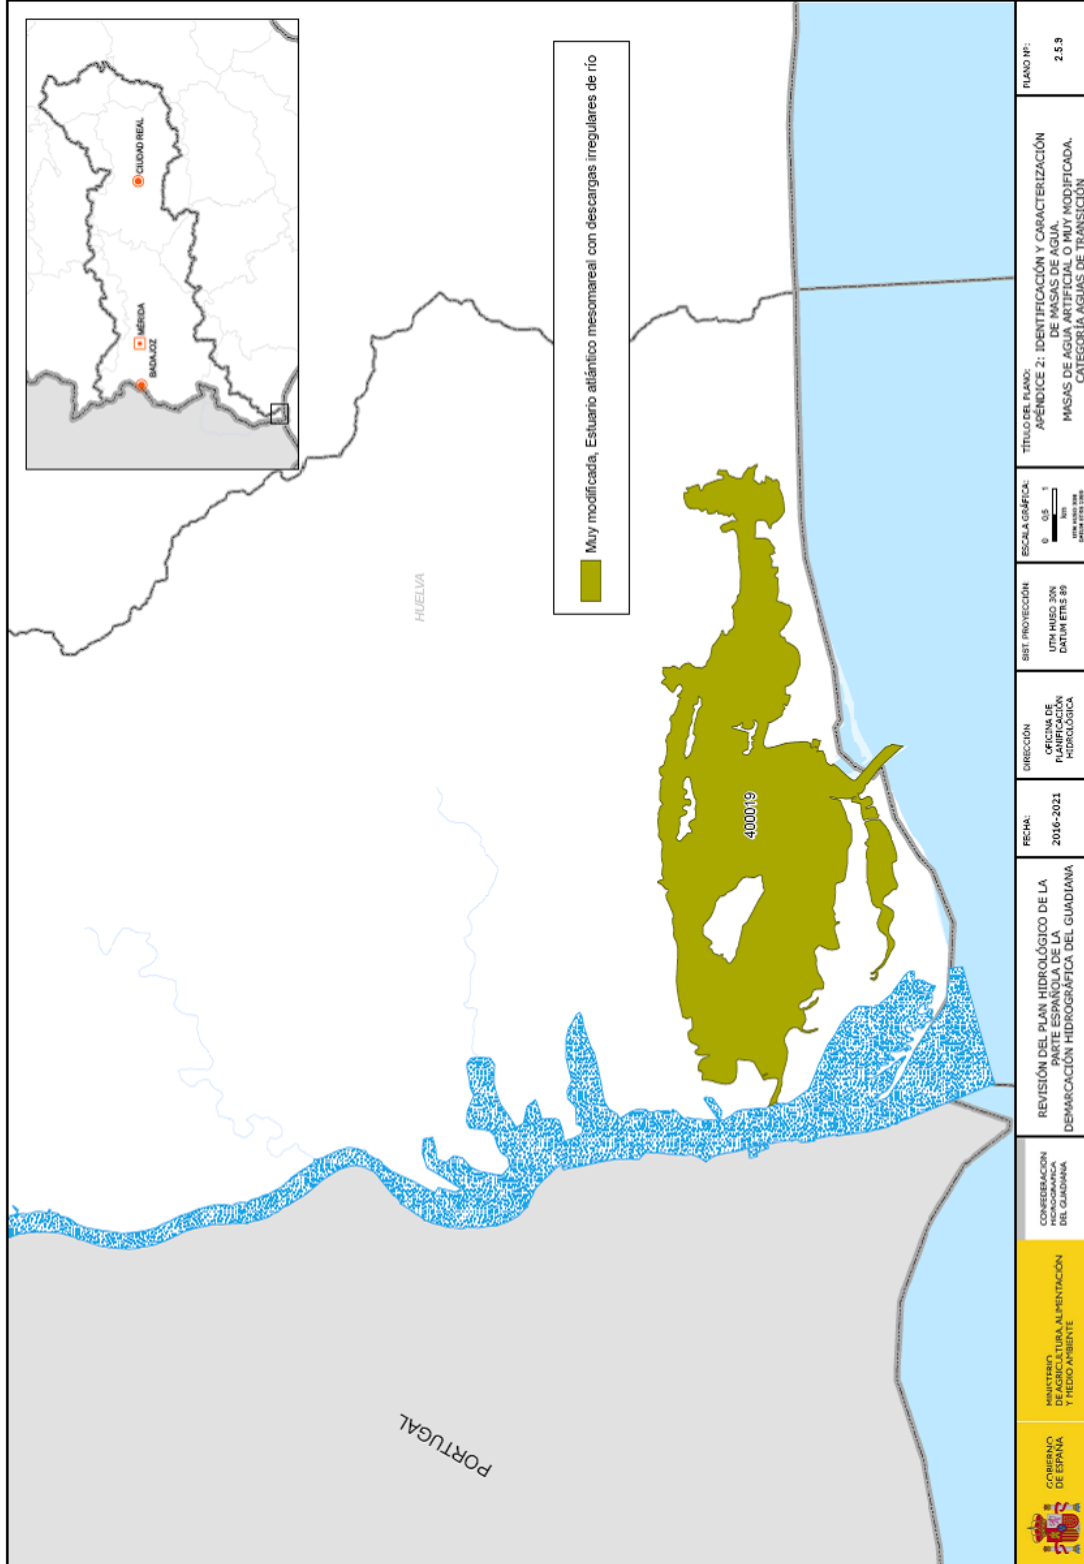 CIUDAD REAL
MÉRIDA
BADAJOZ
HUELVA
Muy modificada, Estuario atlántico mesomareal con descargas irregulares de río
400019
PORTUGAL
GOBIERNO
DE ESPAÑA
MINISTERIO
DE AGRICULTURA, ALIMENTACIÓN
Y MEDIO AMBIENTE
CONFEDERACIÓN
HIDROGRÁFICA
DEL GUADIANA
REVISIÓN DEL PLAN HIDROLÓGICO DE LA
PARTE ESPAÑOLA DE LA
DEMARCACIÓN HIDROGRÁFICA DEL GUADIANA
FECHA:
2016-2021
DIRECCIÓN
OFICINA DE
PLANIFICACIÓN
HIDROLÓGICA
SIST. PROYECCIÓN:
UTM HUSO 30N
DATUM ETRS 89
ESCALA GRÁFICA:
0 0,5 1
km
UTM HUSO 30N
TÍTULO DEL PLANO:
APÉNDICE 2: IDENTIFICACIÓN Y CARACTERIZACIÓN
DE MASAS DE AGUA.
MASAS DE AGUA ARTIFICIAL O MUY MODIFICADA.
CATEGORÍA AGUAS DE TRANSICIÓN
PLANO Nº:
2.5.9